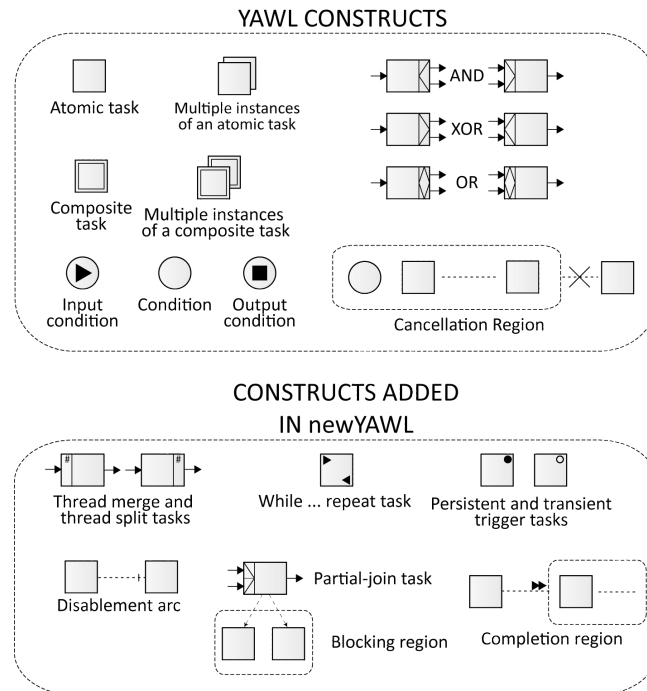 YAWL CONSTRUCTS
Atomic task
Multiple instances
of an atomic task
AND
XOR
OR
Composite
task
Multiple instances
of a composite task
Input
condition
Condition
Output
condition
Cancellation Region
CONSTRUCTS ADDED
IN newYAWL
#
#
Thread merge and
thread split tasks
While ... repeat task
Persistent and transient
trigger tasks
Disablement arc
Partial-join task
Blocking region
Completion region